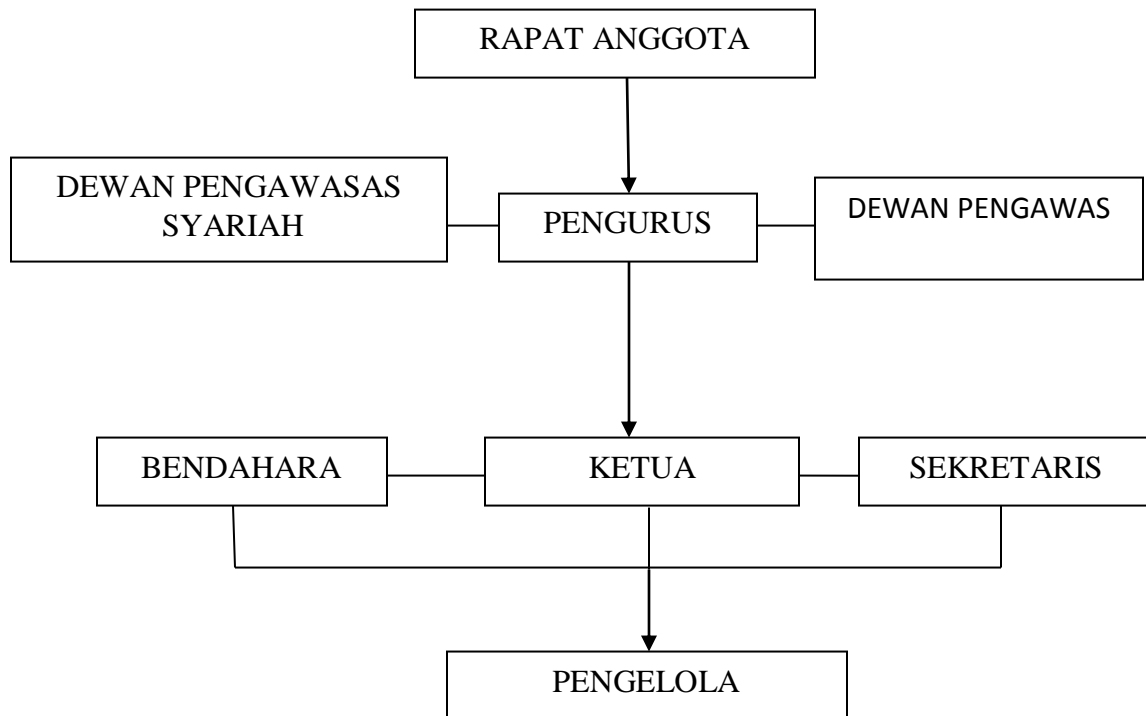 RAPAT ANGGOTA
DEWAN PENGAWASAS
SYARIAH
PENGURUS
DEWAN PENGAWAS
BENDAHARA
KETUA
SEKRETARIS
PENGELOLA